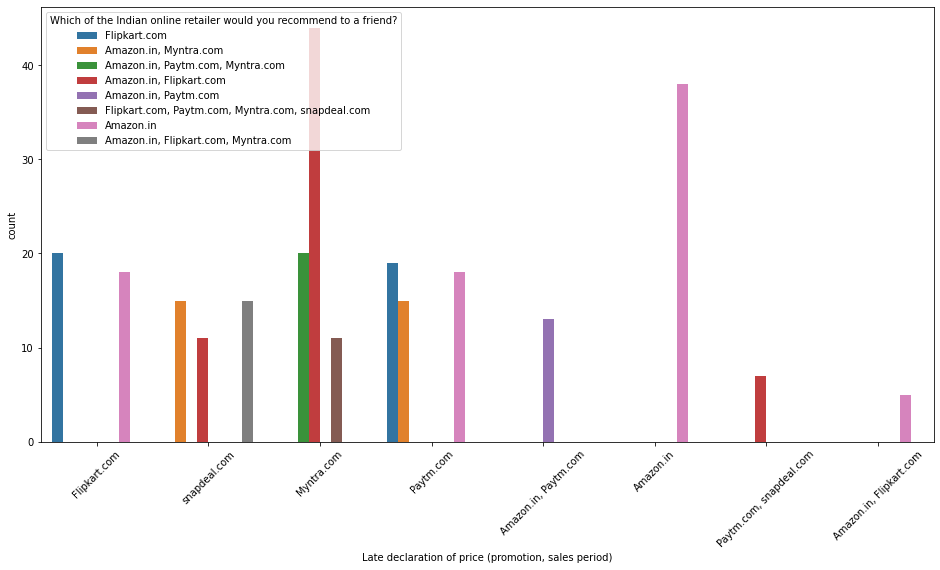 Which of the Indian online retailer would you recommend to a friend?
Flipkart.com
Amazon.in, Myntra.com
Amazon.in, Paytm.com, Myntra.com
Amazon.in, Flipkart.com
Amazon.in, Paytm.com
Flipkart.com, Paytm.com, Myntra.com, snapdeal.com
Amazon.in
Amazon.in, Flipkart.com, Myntra.com
count
40
30
20
10
0
Flipkart.com
snapdeal.com
Myntra.com
Paytm.com
Amazon.in, Paytm.com
Amazon.in
Paytm.com, snapdeal.com
Amazon.in, Flipkart.com
Late declaration of price (promotion, sales period)